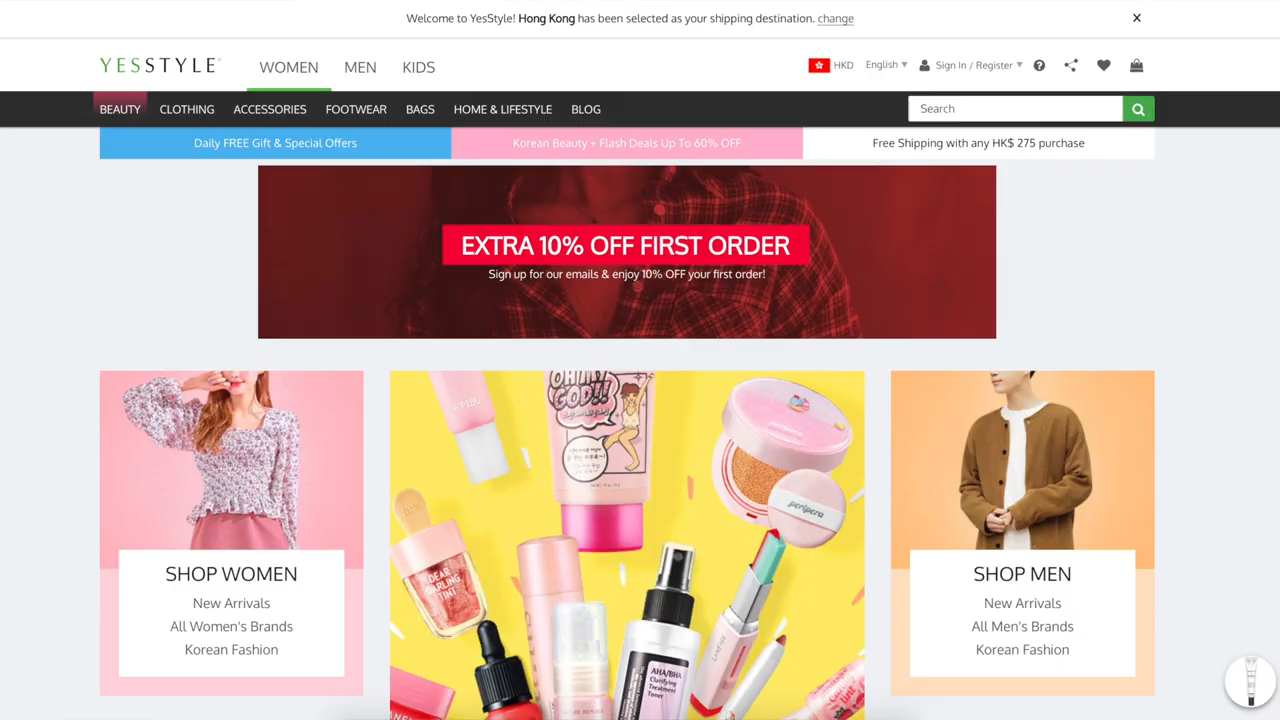 Welcome to YesStyle! Hong Kong has been selected as your shipping destination. change
YESSTYLE
WOMEN
MEN
KIDS
HKD
English
Sign In / Register
BEAUTY
CLOTHING
ACCESSORIES
FOOTWEAR
BAGS
HOME & LIFESTYLE
BLOG
Search
Daily FREE Gift & Special Offers
Korean Beauty + Flash Deals Up To 60% OFF
Free Shipping with any HK$ 275 purchase
EXTRA 10% OFF FIRST ORDER
Sign up for our emails & enjoy 10% OFF your first order!
OH! MY
GOD!!
peripera
DEAR
DARLING
TINT
AHA/BHA
Clarifying
Treatment
Toner
SHOP WOMEN
New Arrivals
All Women's Brands
Korean Fashion
SHOP MEN
New Arrivals
All Men's Brands
Korean Fashion